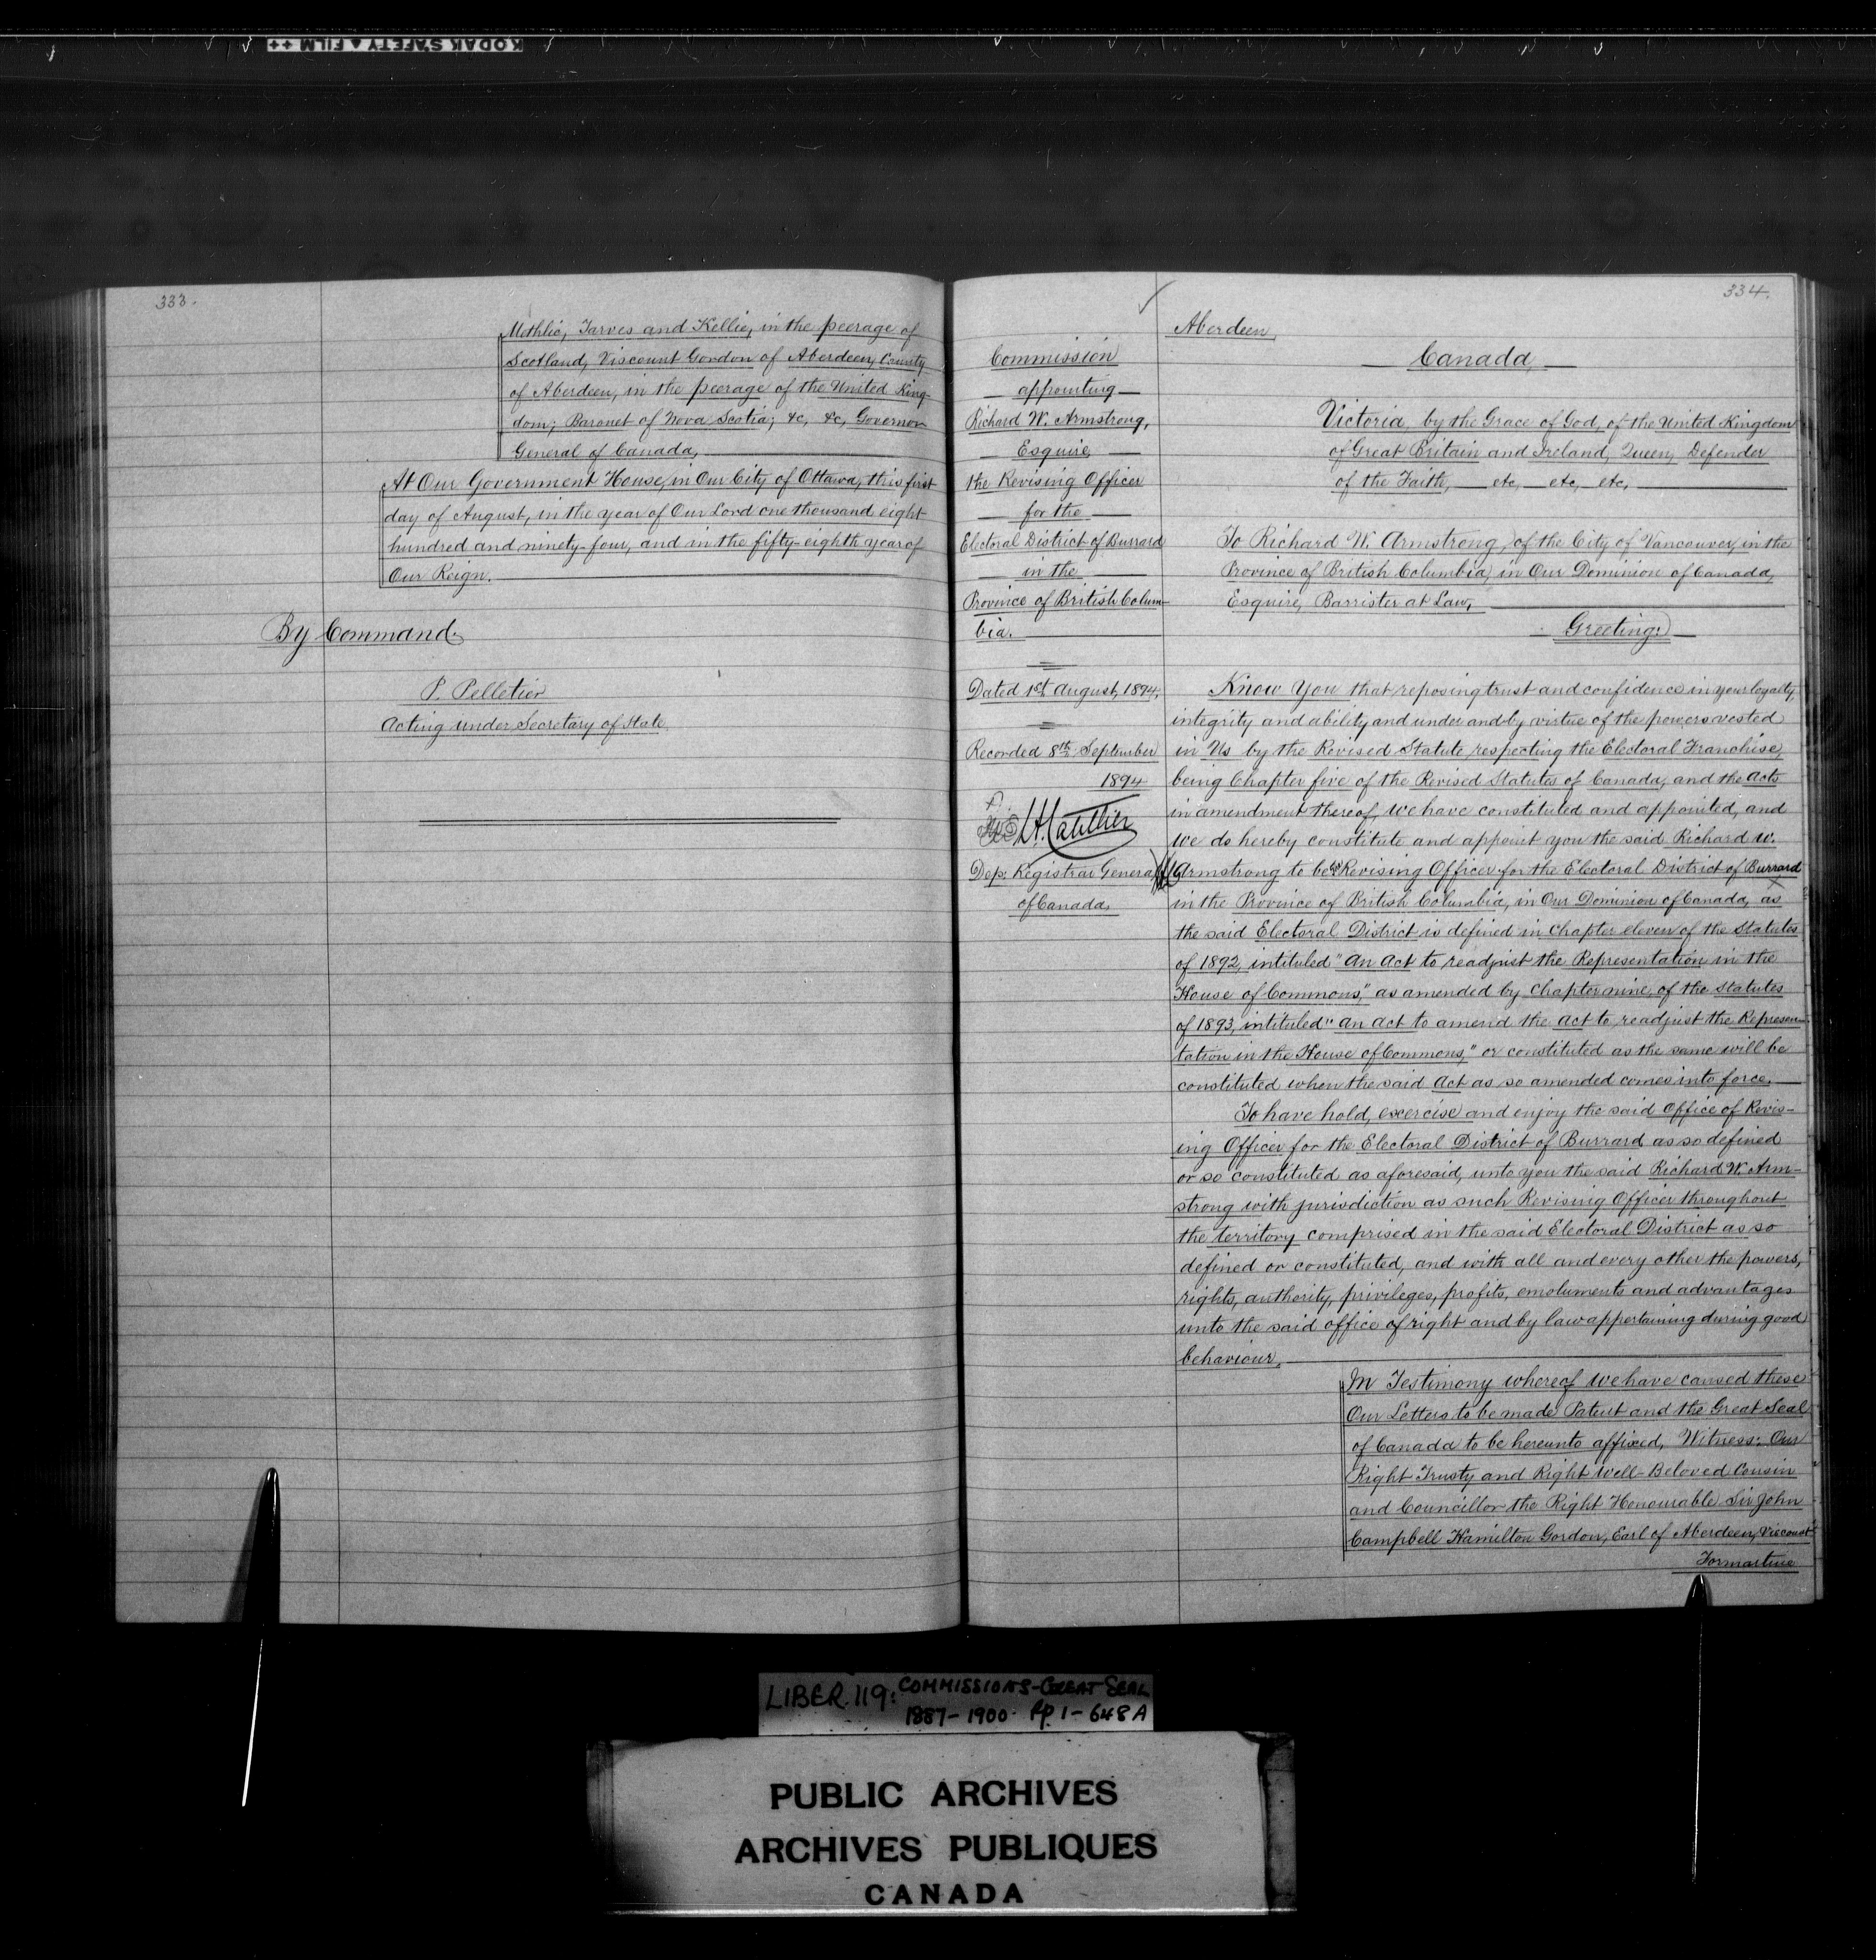 KODAK SAFETY FILM ++
333.
Methlic, Tarves and Kellie, in the peerage of
Scotland, Viscount Gordon of Aberdeen, County
of Aberdeen, in the peerage of the United King-
dom; Baronet of Nova Scotia; &c, &c, Governor
General of Canada,
At Our Government House, in Our City of Ottawa, this first
day of August, in the year of Our Lord one thousand eight
hundred and ninety-four, and in the fifty-eighth year of
Our Reign.
By Command.
P. Pelletier
Acting under Secretary of State
334.
Commission
appointing
Richard W. Armstrong,
Esquire,
the Revising Officer
for the
Electoral District of Burrard
in the
Province of British Colum-
bia.
Dated 1st August, 1894,
Recorded 8th September
1894
Dep: Registrar General
of Canada,
Aberdeen,
Canada,
Victoria, by the Grace of God, of the United Kingdom
of Great Britain and Ireland, Queen, Defender
of the Faith, etc, etc, etc,
To Richard W. Armstrong, of the City of Vancouver, in the
Province of British Columbia, in Our Dominion of Canada,
Esquire, Barrister at Law,
Greeting:
Know You that reposing trust and confidence in your loyalty,
integrity and ability and under and by virtue of the powers vested
in Us by the Revised Statute, respecting the Electoral Franchise,
being Chapter five of the Revised Statutes of Canada, and the Acts
in amendment thereof, we have constituted and appointed, and
we do hereby constitute and appoint you the said Richard W.
Armstrong to be Revising Officer for the Electoral District of Burrard
in the Province of British Columbia, in Our Dominion of Canada, as
the said Electoral District is defined in Chapter eleven of the Statutes
of 1892, intituled "An Act to readjust the Representation in the
House of Commons," as amended by Chapter nine, of the Statutes
of 1893, intituled "An Act to amend the Act to readjust the Represen-
tation in the House of Commons," or constituted as the same will be
constituted when the said Act as so amended comes into force.
To have hold, exercise and enjoy the said Office of Revis-
ing Officer for the Electoral District of Burrard as so defined
or so constituted as aforesaid, unto you the said Richard W. Arm-
strong with jurisdiction as such Revising Officer throughout
the territory comprised in the said Electoral District as so
defined or constituted, and with all and every other the powers,
rights, authority, privileges, profits, emoluments and advantages
unto the said office of right and by law appertaining during good
behaviour.
In Testimony whereof we have caused these
Our Letters to be made Patent and the Great Seal
of Canada to be hereunto affixed, Witness: Our
Right Trusty and Right Well-Beloved Cousin
and Councillor the Right Honourable Sir John
Campbell Hamilton Gordon, Earl of Aberdeen, Viscount
Formartine
LIBER.119: COMMISSIONS-GREAT SEAL
1887-1900. Pp. 1-648A
PUBLIC ARCHIVES
ARCHIVES PUBLIQUES
CANADA